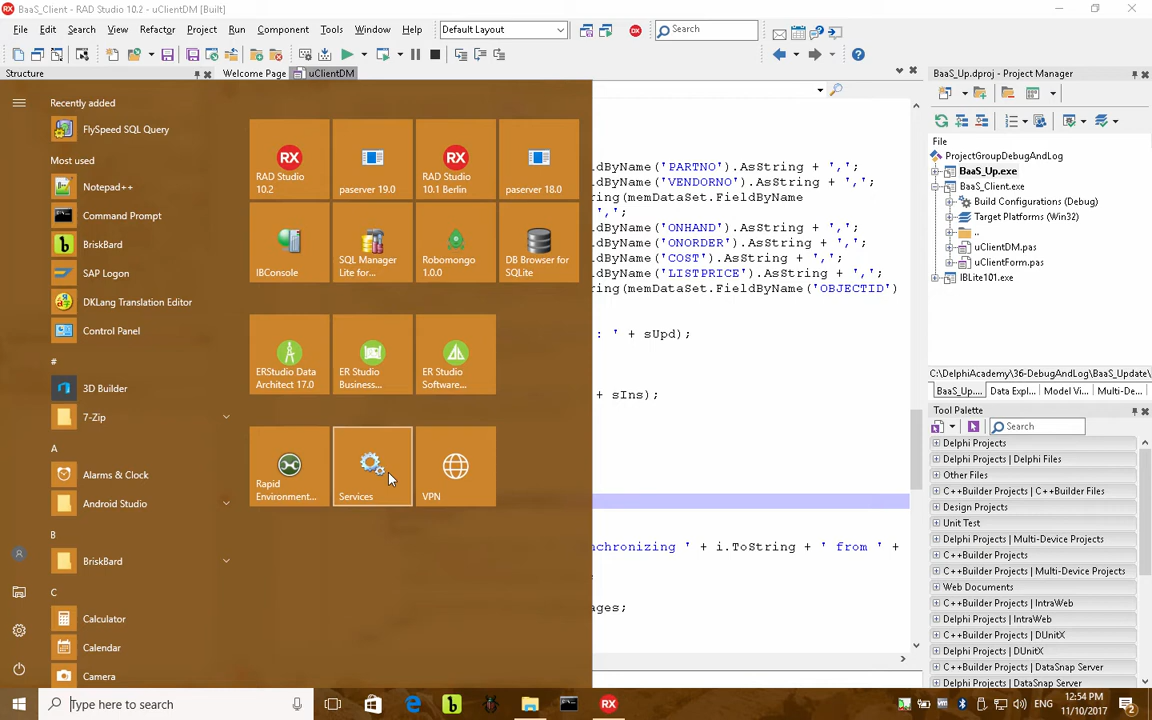 BaaS_Client - RAD Studio 10.2 - uClientDM [Built]
File Edit Search View Refactor Project Run Component Tools Window Help Default Layout Search
Structure
Welcome Page uClientDM
BaaS_Up.dproj - Project Manager
Recently added
FlySpeed SQL Query
Most used
Notepad++
Command Prompt
BriskBard
SAP Logon
DKLang Translation Editor
Control Panel
#
3D Builder
7-Zip
A
Alarms & Clock
Android Studio
B
BriskBard
C
Calculator
Calendar
Camera
RX
RAD Studio
10.2
paserver 19.0
RX
RAD Studio
10.1 Berlin
paserver 18.0
IBConsole
SQL Manager
Lite for...
Robomongo
1.0.0
DB Browser for
SQLite
ERStudio Data
Architect 17.0
ER Studio
Business...
ER Studio
Software...
Rapid
Environment...
Services
VPN
ldByName('PARTNO').AsString + ',';
ldByName('VENDORNO').AsString + ',';
ring(memDataSet.FieldByName
',';
ldByName('ONHAND').AsString + ',';
ldByName('ONORDER').AsString + ',';
ldByName('COST').AsString + ',';
ldByName('LISTPRICE').AsString + ',';
ring(memDataSet.FieldByName('OBJECTID')
: ' + sUpd);
+ sIns);
nchronizing ' + i.ToString + ' from ' +
;
ages;
File
ProjectGroupDebugAndLog
BaaS_Up.exe
BaaS_Client.exe
Build Configurations (Debug)
Target Platforms (Win32)
..
uClientDM.pas
uClientForm.pas
IBLite101.exe
C:\DelphiAcademy\36-DebugAndLog\BaaS_Update/
BaaS_Up.... Data Expl... Model Vi... Multi-De...
Tool Palette
Search
Delphi Projects
Delphi Projects | Delphi Files
Other Files
C++Builder Projects | C++Builder Files
Design Projects
Unit Test
Delphi Projects | Multi-Device Projects
C++Builder Projects
C++Builder Projects | Multi-Device Projects
Web Documents
C++Builder Projects | IntraWeb
Delphi Projects | IntraWeb
C++Builder Projects | DUnitX
Delphi Projects | DUnitX
C++Builder Projects | DataSnap Server
Delphi Projects | DataSnap Server
Type here to search
RX
ENG
12:54 PM
11/10/2017
2